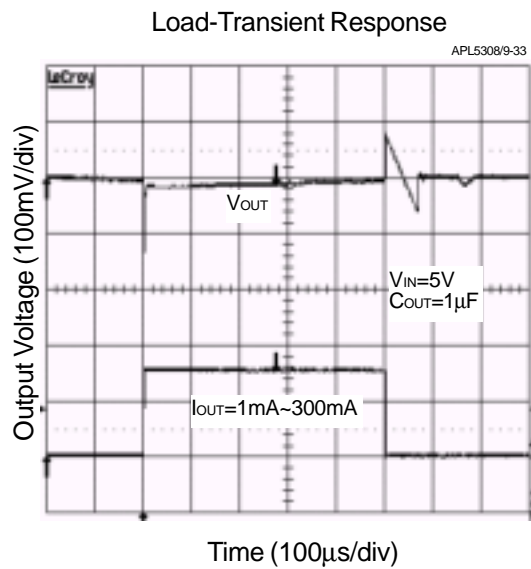 Load-Transient Response
APL5308/9-33
LeCroy
Output Voltage (100mV/div)
VOUT
VIN=5V
COUT=1µF
IOUT=1mA~300mA
Time (100µs/div)